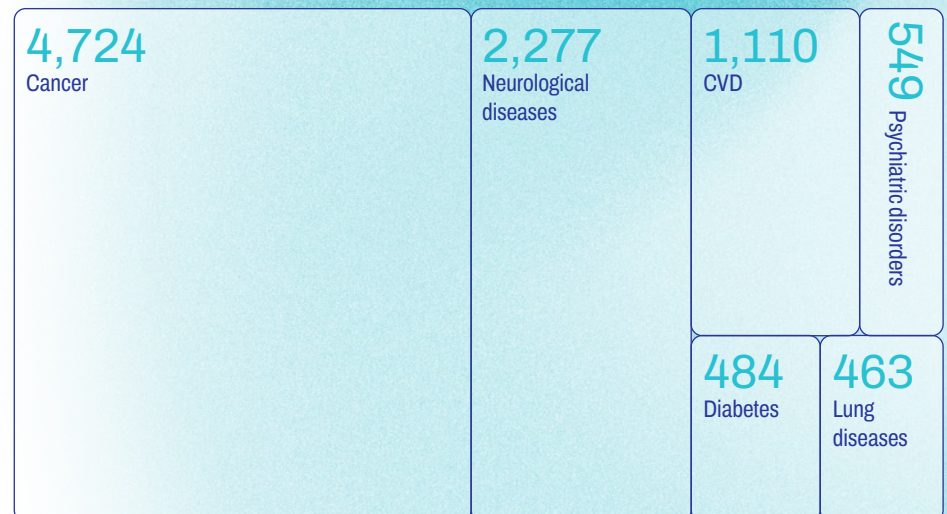 4,724
Cancer
2,277
Neurological
diseases
1,110
CVD
549 Psychiatric disorders
484
Diabetes
463
Lung
diseases